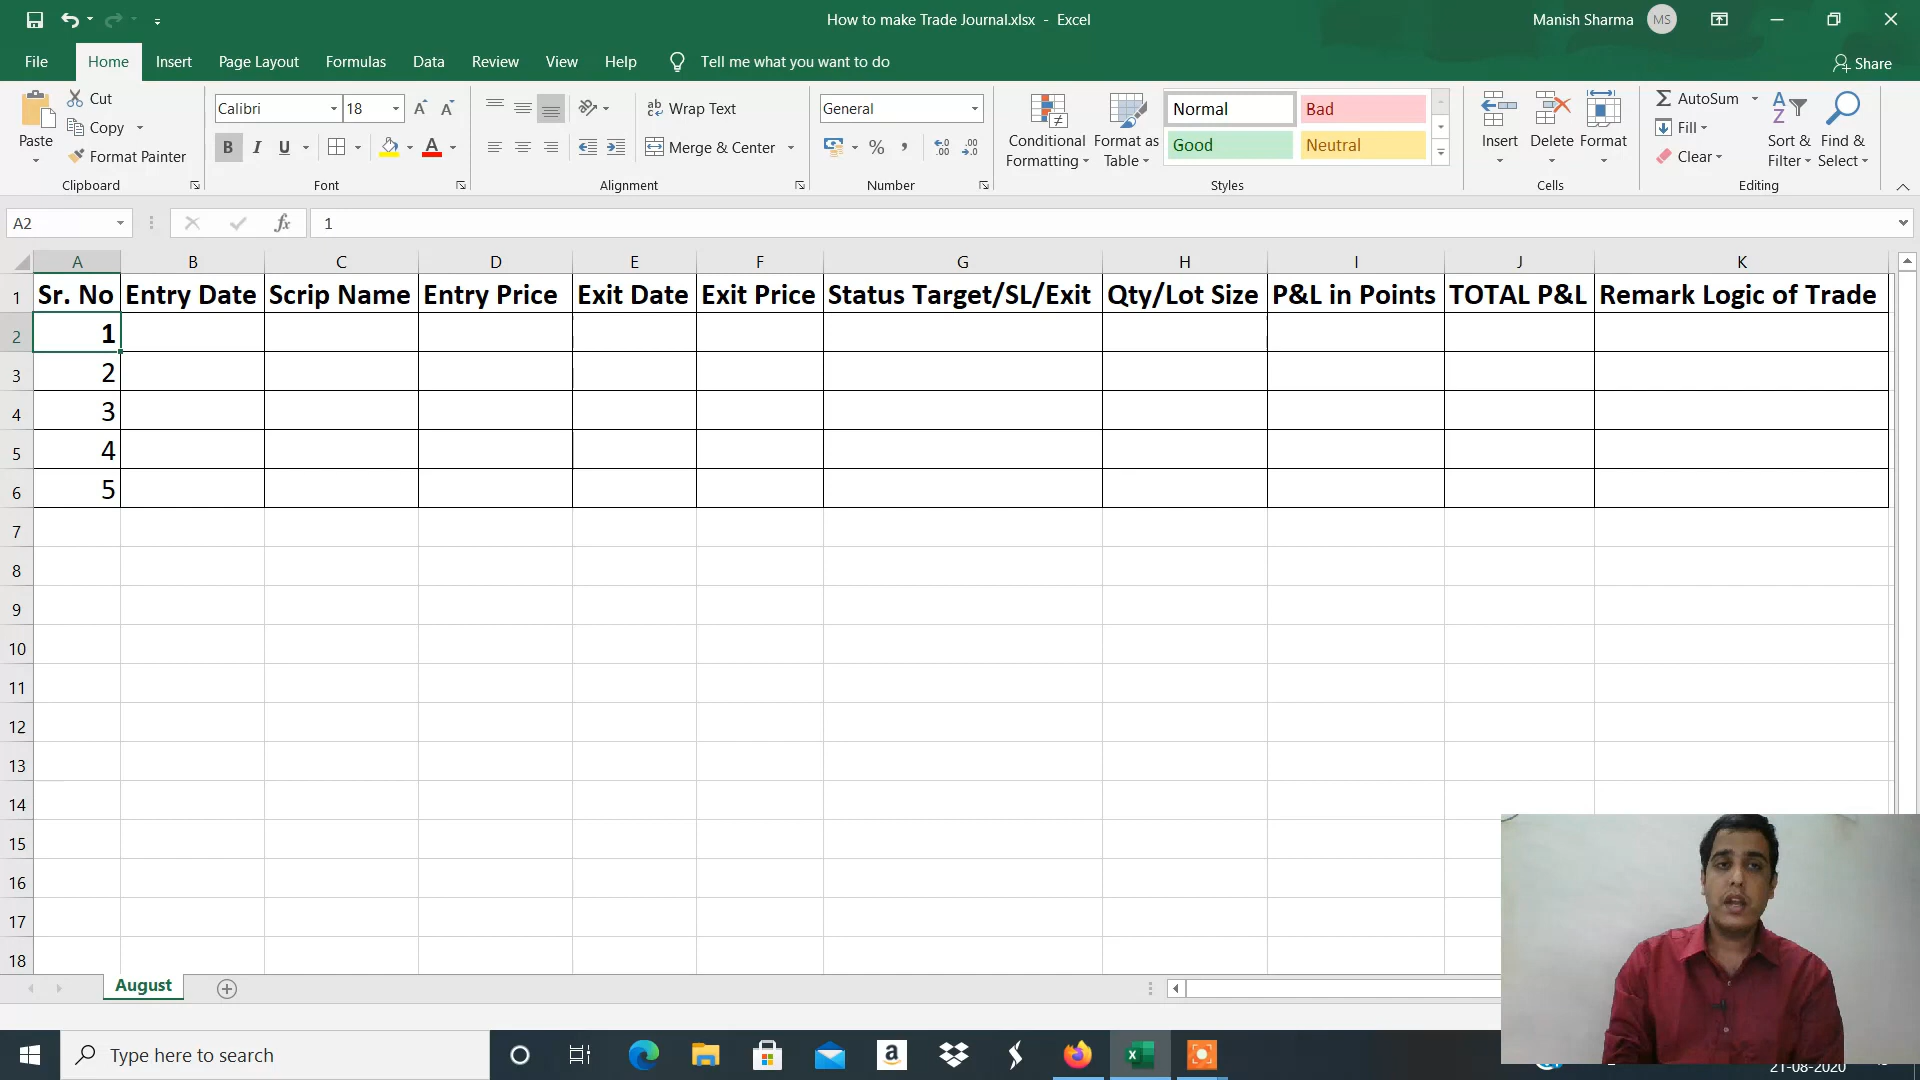 How to make Trade Journal.xlsx - Excel
Manish Sharma MS
File Home Insert Page Layout Formulas Data Review View Help Tell me what you want to do Share
Paste
Cut
Copy
Format Painter
Clipboard
Calibri 18
B I U
Font
Wrap Text
Merge & Center
Alignment
General
Number
Conditional Formatting
Format as Table
Normal Bad
Good Neutral
Styles
Insert Delete Format
Cells
AutoSum
Fill
Clear
Sort & Filter
Find & Select
Editing
A2 fx 1
A B C D E F G H I J K
1 Sr. No Entry Date Scrip Name Entry Price Exit Date Exit Price Status Target/SL/Exit Qty/Lot Size P&L in Points TOTAL P&L Remark Logic of Trade
2 1
3 2
4 3
5 4
6 5
7
8
9
10
11
12
13
14
15
16
17
18
August
Type here to search
21-08-2020